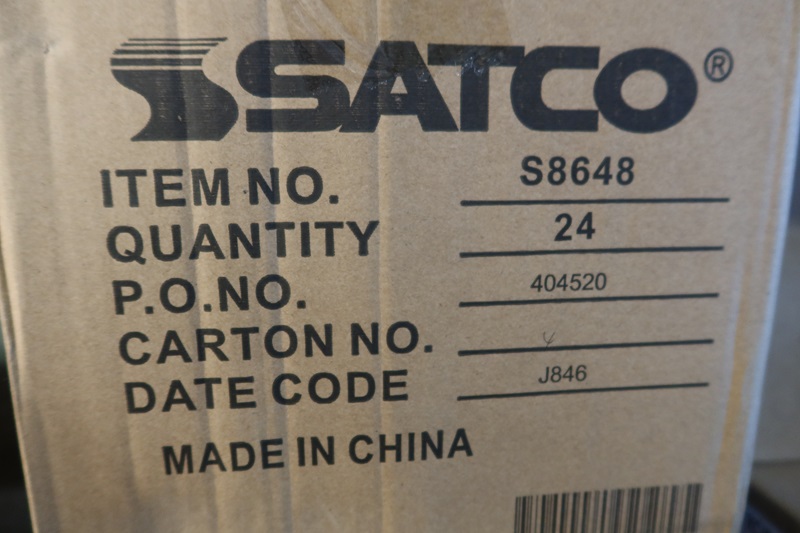 SATCO®
ITEM NO. S8648
QUANTITY 24
P.O.NO. 404520
CARTON NO.
DATE CODE J846
MADE IN CHINA